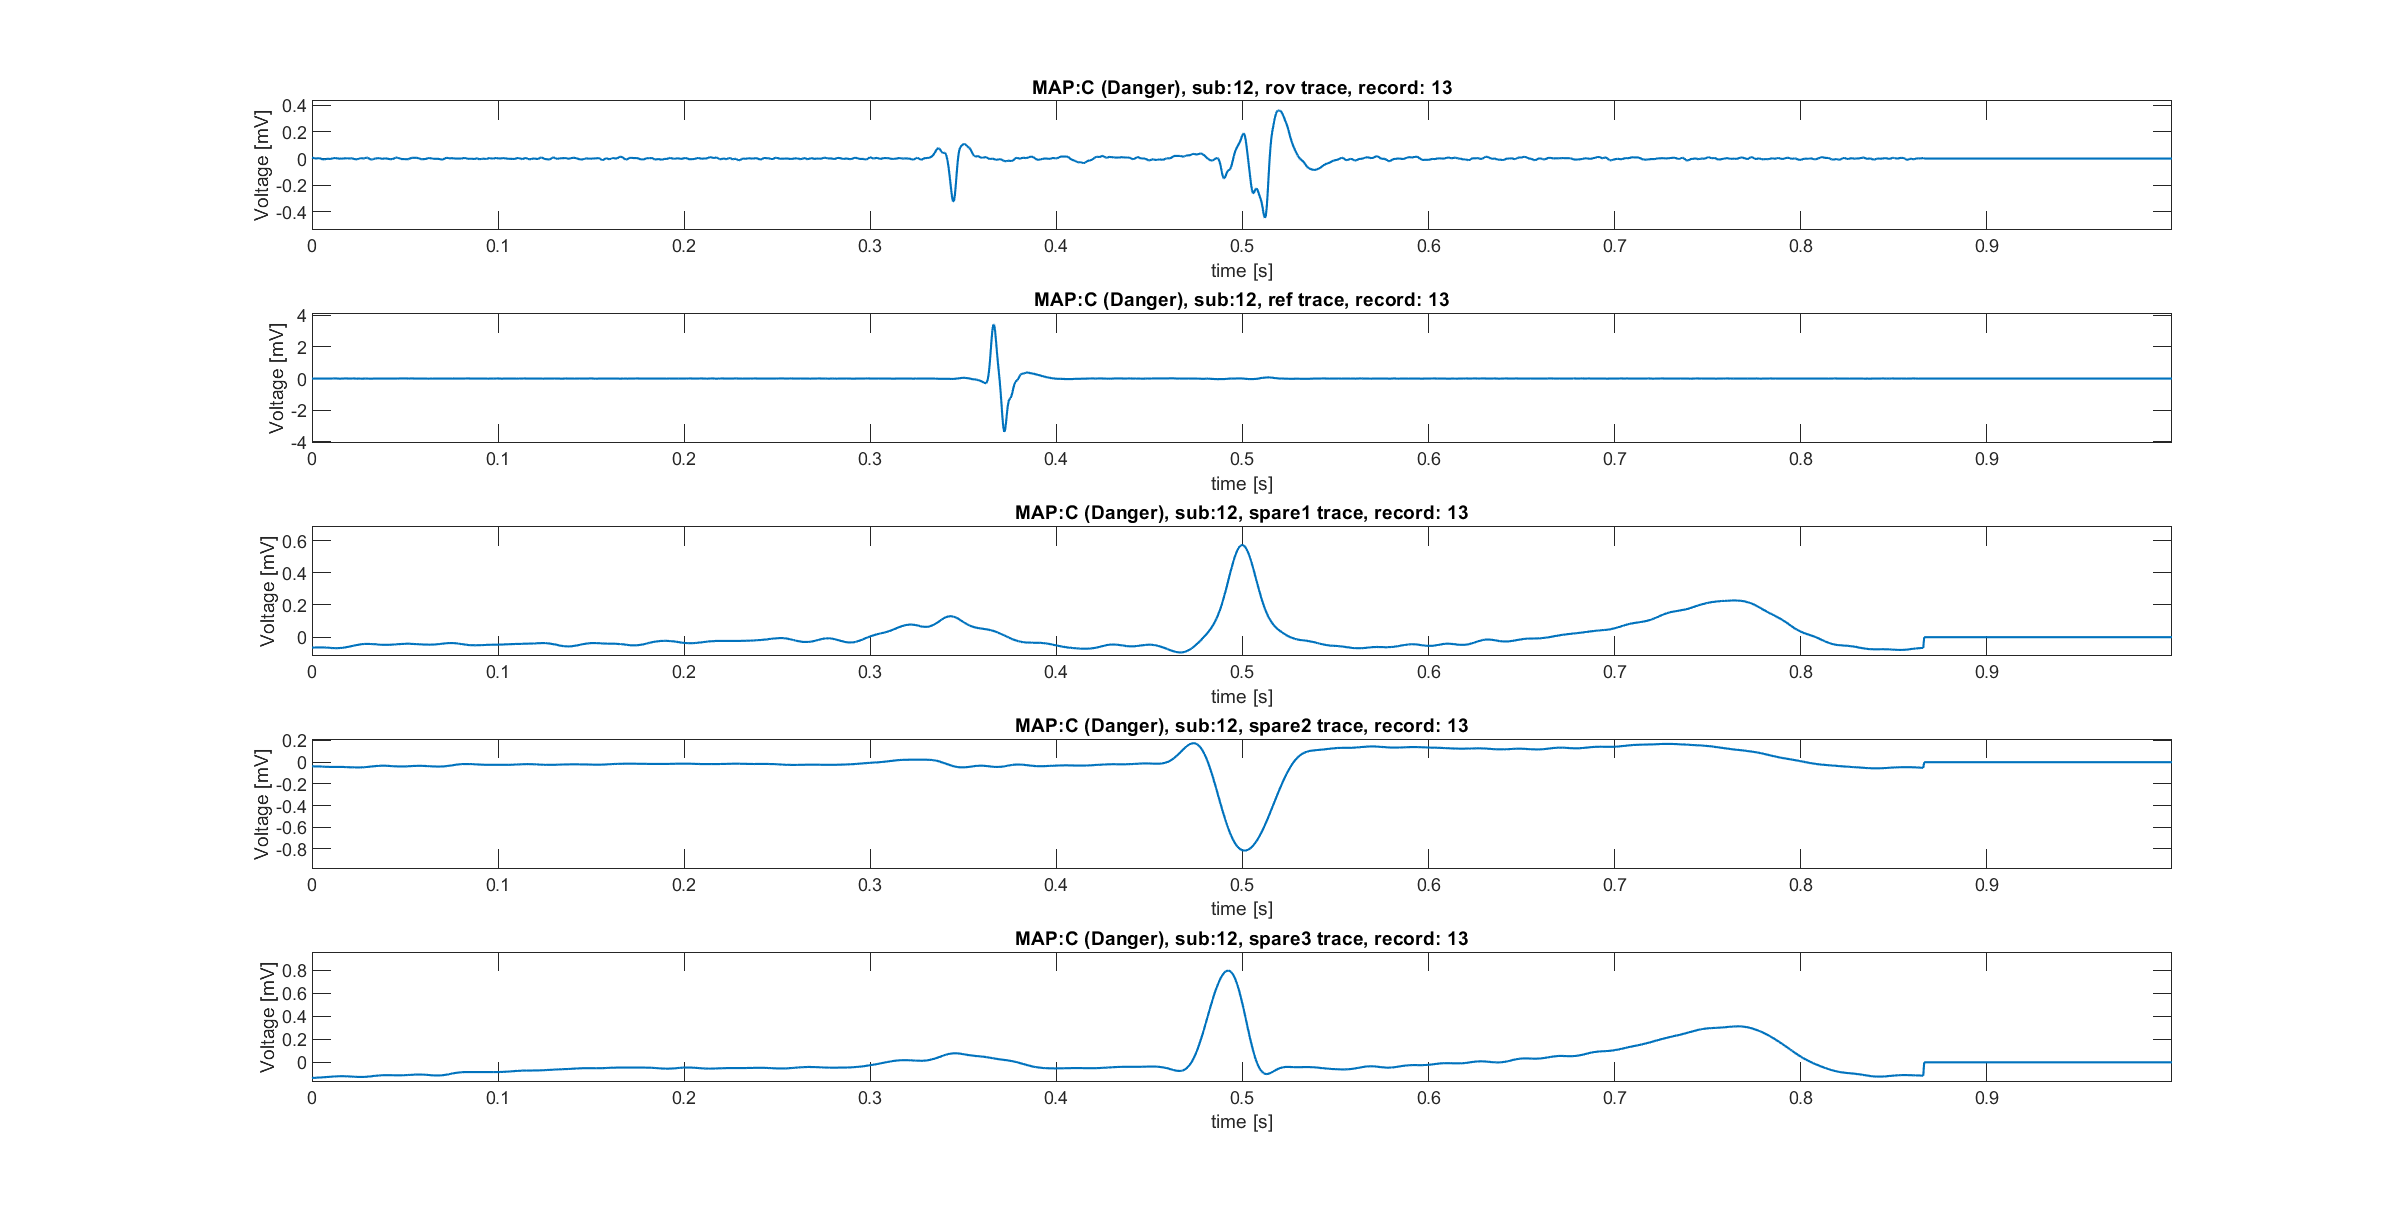 MAP:C (Danger), sub:12, rov trace, record: 13
Voltage [mV]
0.4
0.2
0
-0.2
-0.4
0 0.1 0.2 0.3 0.4 0.5 0.6 0.7 0.8 0.9
time [s]
MAP:C (Danger), sub:12, ref trace, record: 13
Voltage [mV]
4
2
0
-2
-4
0 0.1 0.2 0.3 0.4 0.5 0.6 0.7 0.8 0.9
time [s]
MAP:C (Danger), sub:12, spare1 trace, record: 13
Voltage [mV]
0.6
0.4
0.2
0
0 0.1 0.2 0.3 0.4 0.5 0.6 0.7 0.8 0.9
time [s]
MAP:C (Danger), sub:12, spare2 trace, record: 13
Voltage [mV]
0.2
0
-0.2
-0.4
-0.6
-0.8
0 0.1 0.2 0.3 0.4 0.5 0.6 0.7 0.8 0.9
time [s]
MAP:C (Danger), sub:12, spare3 trace, record: 13
Voltage [mV]
0.8
0.6
0.4
0.2
0
0 0.1 0.2 0.3 0.4 0.5 0.6 0.7 0.8 0.9
time [s]